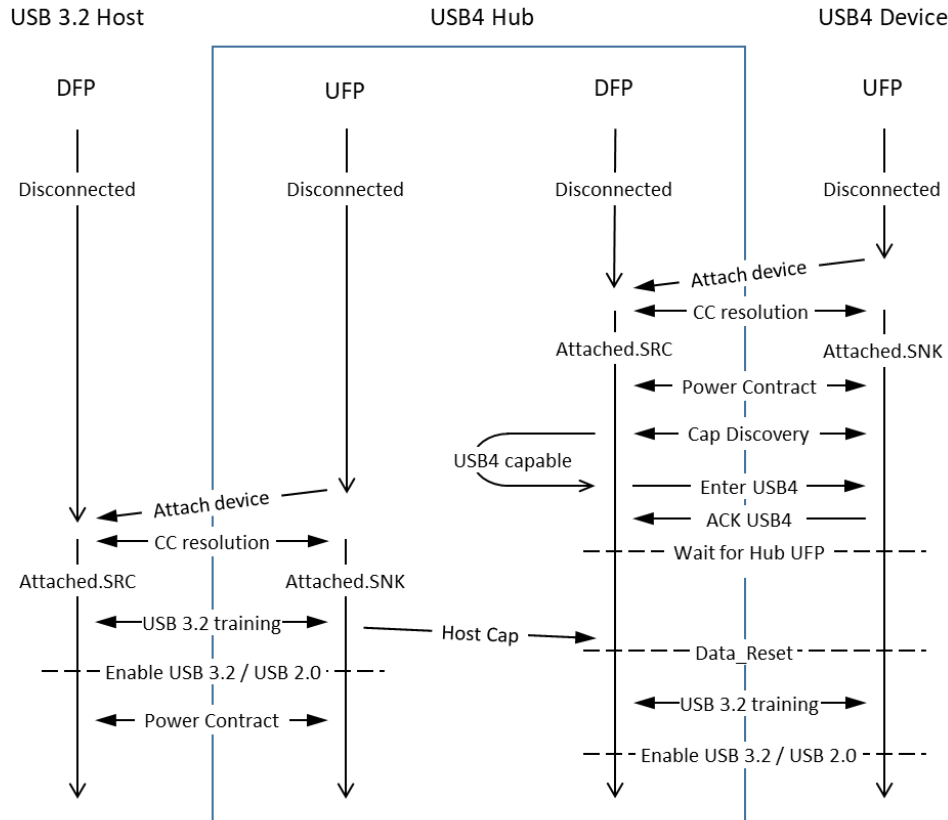 USB 3.2 Host
USB4 Hub
USB4 Device
DFP
UFP
DFP
UFP
Disconnected
Disconnected
Disconnected
Disconnected
Attach device
CC resolution
Attached.SRC
Attached.SNK
Power Contract
Cap Discovery
USB4 capable
Enter USB4
Attach device
ACK USB4
CC resolution
Wait for Hub UFP
Attached.SRC
Attached.SNK
USB 3.2 training
Host Cap
Data_Reset
Enable USB 3.2 / USB 2.0
USB 3.2 training
Power Contract
Enable USB 3.2 / USB 2.0